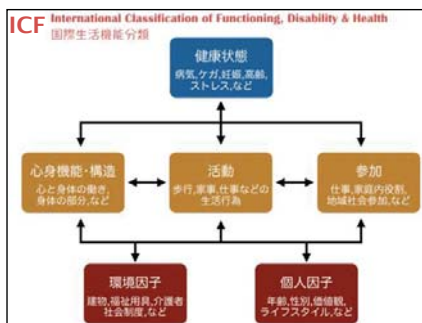 ICF International Classification of Functioning, Disability & Health
国際生活機能分類
健康状態
病気,ケガ,妊娠,高齢,
ストレス,など
心身機能・構造
心と身体の働き,
身体の部分,など
活動
歩行,家事,仕事などの
生活行為
参加
仕事,家庭内役割,
地域社会参加,など
環境因子
建物,福祉用具,介護者
社会制度,など
個人因子
年齢,性別,価値観,
ライフスタイル,など